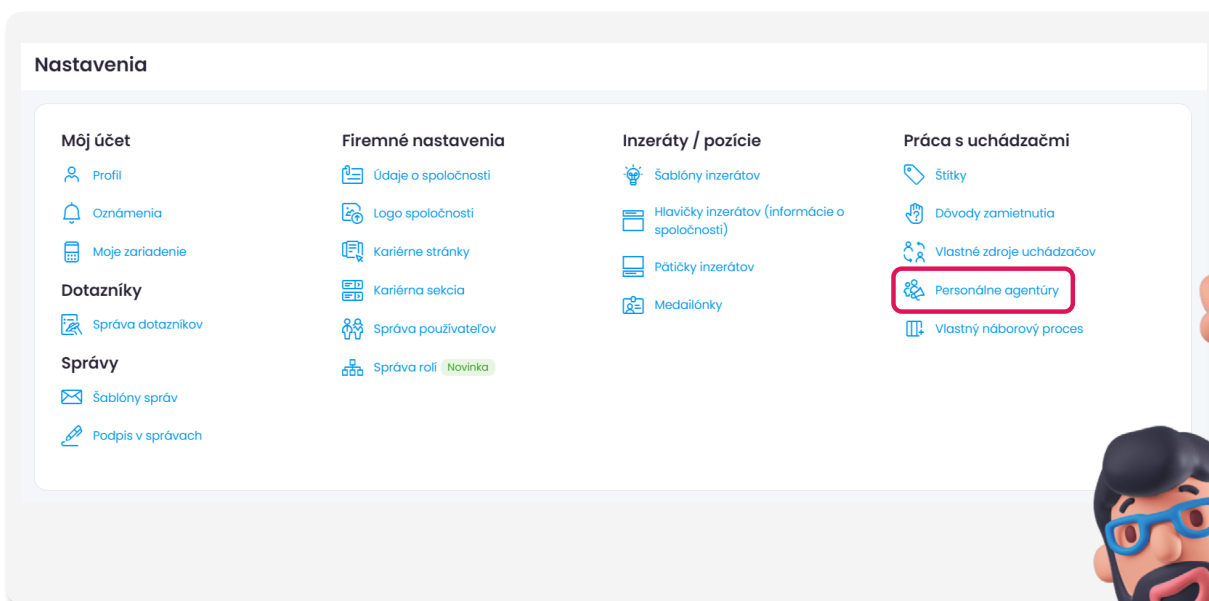 Nastavenia
Môj účet
Profil
Oznámenia
Moje zariadenie
Dotazníky
Správa dotazníkov
Správy
Šablóny správ
Podpis v správach
Firemné nastavenia
Údaje o spoločnosti
Logo spoločnosti
Kariérne stránky
Kariérna sekcia
Správa používateľov
Správa rolí Novinka
Inzeráty / pozície
Šablóny inzerátov
Hlavičky inzerátov (informácie o
spoločnosti)
Pätičky inzerátov
Medailónky
Práca s uchádzačmi
Štítky
Dôvody zamietnutia
Vlastné zdroje uchádzačov
Personálne agentúry
Vlastný náborový proces